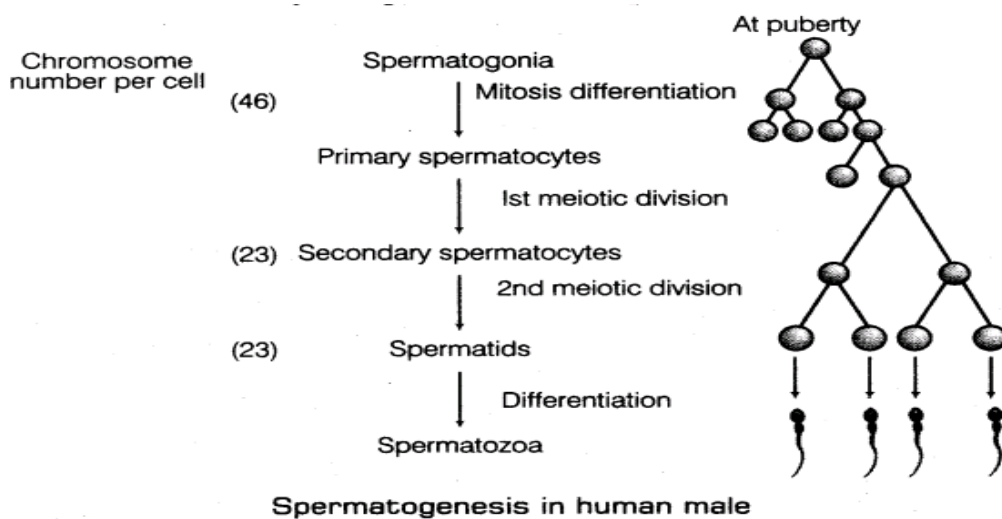 At puberty
Chromosome
number per cell
Spermatogonia
(46)
Mitosis differentiation
Primary spermatocytes
Ist meiotic division
(23) Secondary spermatocytes
2nd meiotic division
(23) Spermatids
Differentiation
Spermatozoa
Spermatogenesis in human male